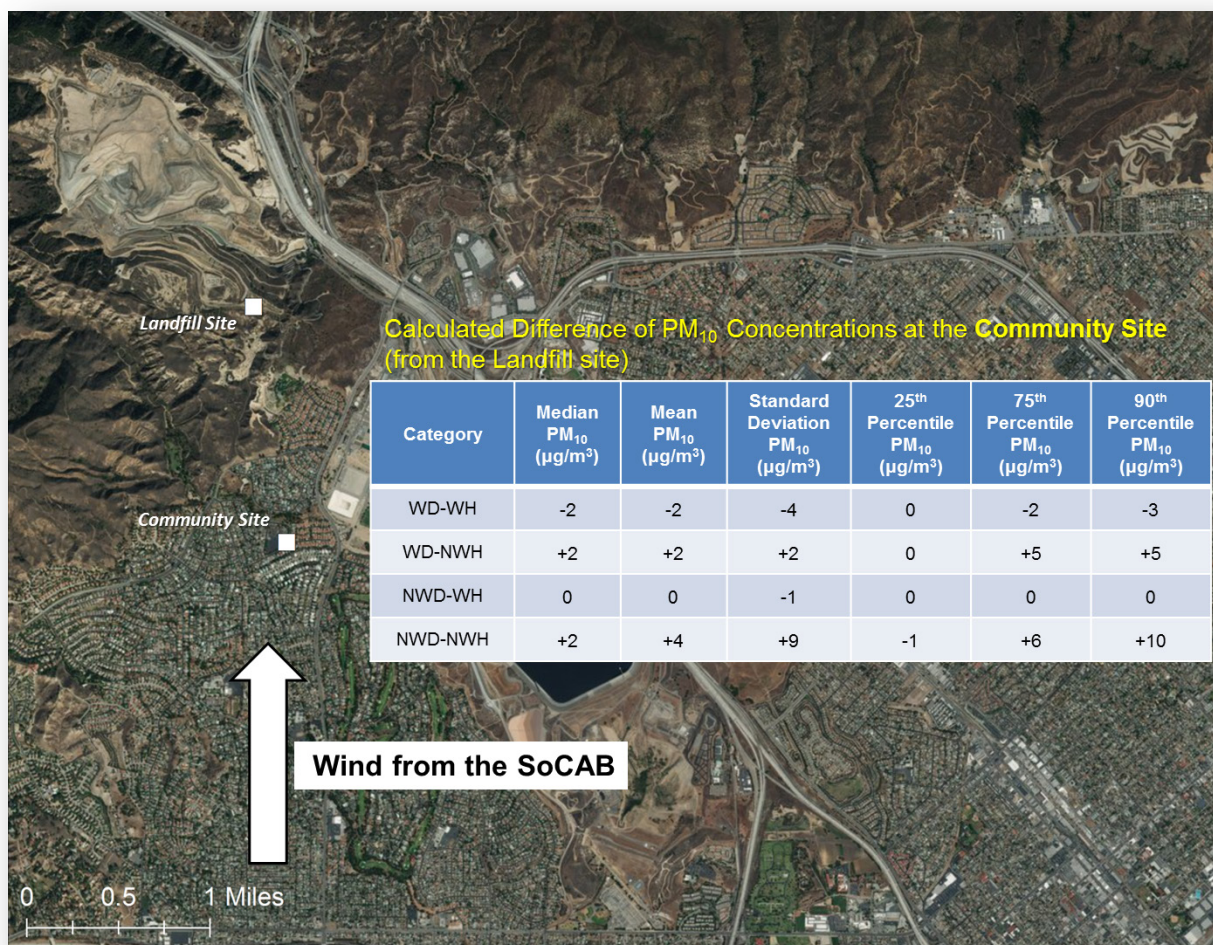 Landfill Site
Calculated Difference of PM₁₀ Concentrations at the Community Site
(from the Landfill site)
Category
Median
PM₁₀
(µg/m³)
Mean
PM₁₀
(µg/m³)
Standard
Deviation
PM₁₀
(µg/m³)
25th
Percentile
PM₁₀
(µg/m³)
75th
Percentile
PM₁₀
(µg/m³)
90th
Percentile
PM₁₀
(µg/m³)
WD-WH -2 -2 -4 0 -2 -3
WD-NWH +2 +2 +2 0 +5 +5
NWD-WH 0 0 -1 0 0 0
NWD-NWH +2 +4 +9 -1 +6 +10
Community Site
Wind from the SoCAB
0 0.5 1 Miles